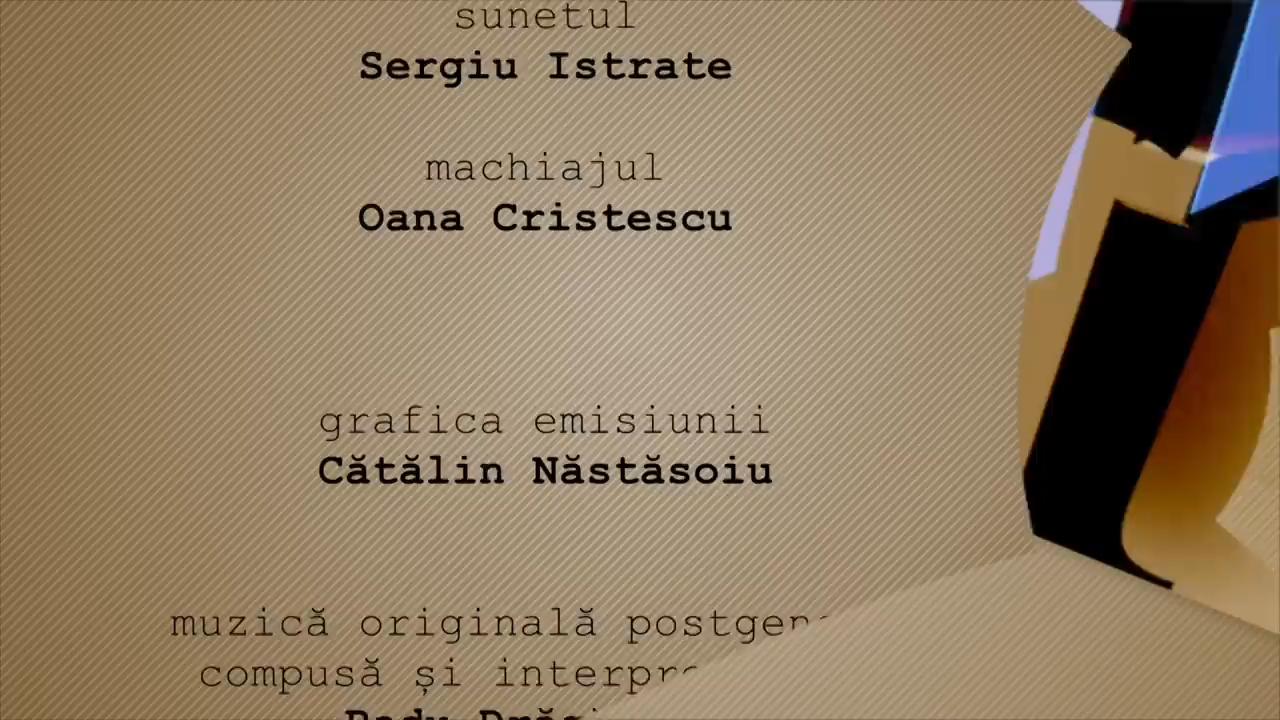 sunetul
Sergiu Istrate
machiajul
Oana Cristescu
grafica emisiunii
Cătălin Năstăsoiu
muzică originală
compusă și